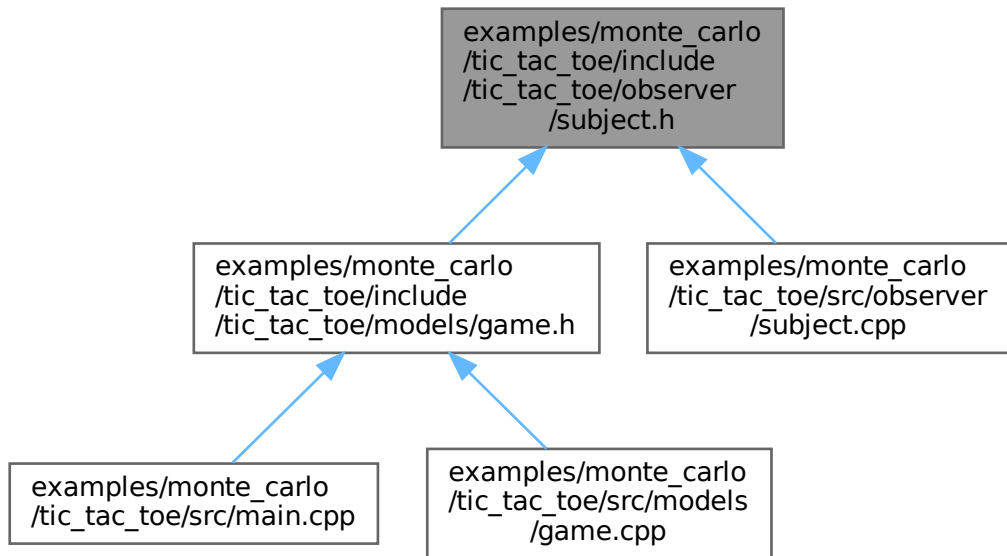 examples/monte_carlo
/tic_tac_toe/include
/tic_tac_toe/observer
/subject.h
examples/monte_carlo
/tic_tac_toe/include
/tic_tac_toe/models/game.h
examples/monte_carlo
/tic_tac_toe/src/observer
/subject.cpp
examples/monte_carlo
/tic_tac_toe/src/main.cpp
examples/monte_carlo
/tic_tac_toe/src/models
/game.cpp